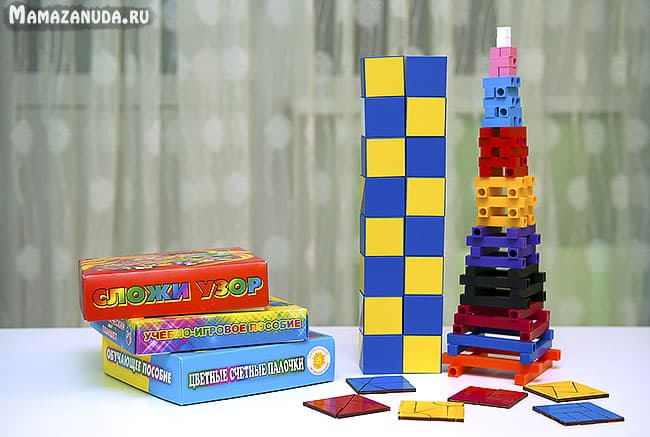 Mamazanuda.ru
СЛОЖИ УЗОР
УЧЕБНО-ИГРОВОЕ ПОСОБИЕ
ОБУЧАЮЩЕЕ ПОСОБИЕ
ЦВЕТНЫЕ СЧЕТНЫЕ ПАЛОЧКИ